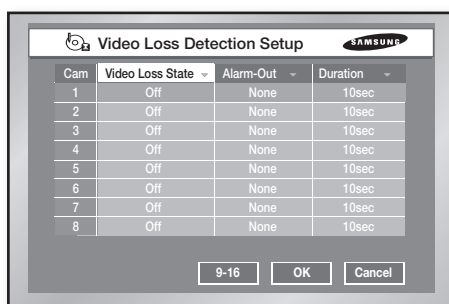 Video Loss Detection Setup SAMSUNG
Cam Video Loss State Alarm-Out Duration
1 Off None 10sec
2 Off None 10sec
3 Off None 10sec
4 Off None 10sec
5 Off None 10sec
6 Off None 10sec
7 Off None 10sec
8 Off None 10sec
9-16 OK Cancel